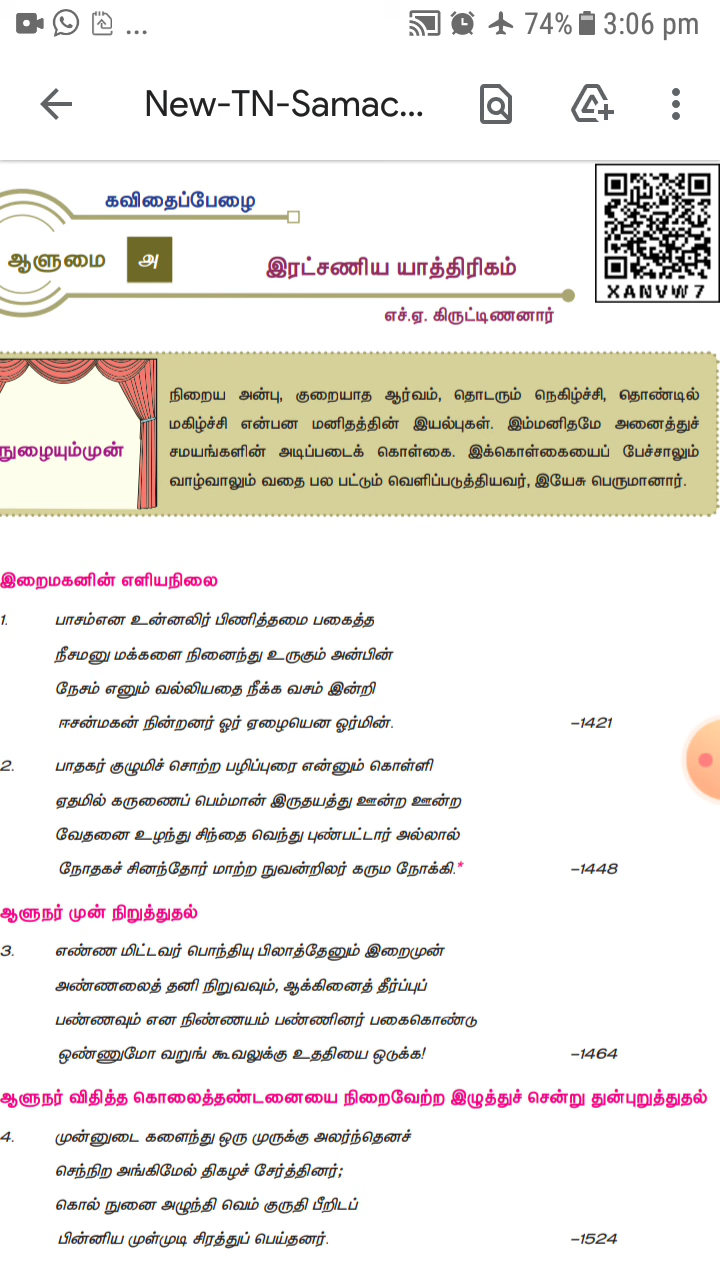 ... 74% 3:06 pm
New-TN-Samac...
கவிதைப்பேழை
ஆளுமை அ
இரட்சணிய யாத்திரிகம்
எச்.ஏ. கிருட்டிணனார்
XANVW7
நுழையும்முன்
நிறைய அன்பு, குறையாத ஆர்வம், தொடரும் நெகிழ்ச்சி, தொண்டில்
மகிழ்ச்சி என்பன மனிதத்தின் இயல்புகள். இம்மனிதமே அனைத்துச்
சமயங்களின் அடிப்படைக் கொள்கை. இக்கொள்கையைப் பேச்சாலும்
வாழ்வாலும் வதை பல பட்டும் வெளிப்படுத்தியவர், இயேசு பெருமானார்.
இறைமகனின் எளியநிலை
1. பாசம்என உன்னலிர் பிணித்தமை பகைத்த
நீசமனு மக்களை நினைந்து உருகும் அன்பின்
நேசம் எனும் வல்லியதை நீக்க வசம் இன்றி
ஈசன்மகன் நின்றனர் ஓர் ஏழையென ஓர்மின். –1421
2. பாதகர் குழுமிச் சொற்ற பழிப்புரை என்னும் கொள்ளி
ஏதமில் கருணைப் பெம்மான் இருதயத்து ஊன்ற ஊன்ற
வேதனை உழந்து சிந்தை வெந்து புண்பட்டார் அல்லால்
நோதகச் சினந்தோர் மாற்ற நுவன்றிலர் கரும நோக்கி.* –1448
ஆளுநர் முன் நிறுத்துதல்
3. எண்ண மிட்டவர் பொந்தியு பிலாத்தேனும் இறைமுன்
அண்ணலைத் தனி நிறுவவும், ஆக்கினைத் தீர்ப்புப்
பண்ணவும் என நிண்ணயம் பண்ணினர் பகைகொண்டு
ஒண்ணுமோ வறுங் கூவலுக்கு உததியை ஒடுக்க! –1464
ஆளுநர் விதித்த கொலைத்தண்டனையை நிறைவேற்ற இழுத்துச் சென்று துன்புறுத்துதல்
4. முன்னுடை களைந்து ஒரு முருக்கு அலர்ந்தெனச்
செந்நிற அங்கிமேல் திகழச் சேர்த்தினர்;
கொல் நுனை அழுந்தி வெம் குருதி பீறிடப்
பின்னிய முள்முடி சிரத்துப் பெய்தனர். –1524